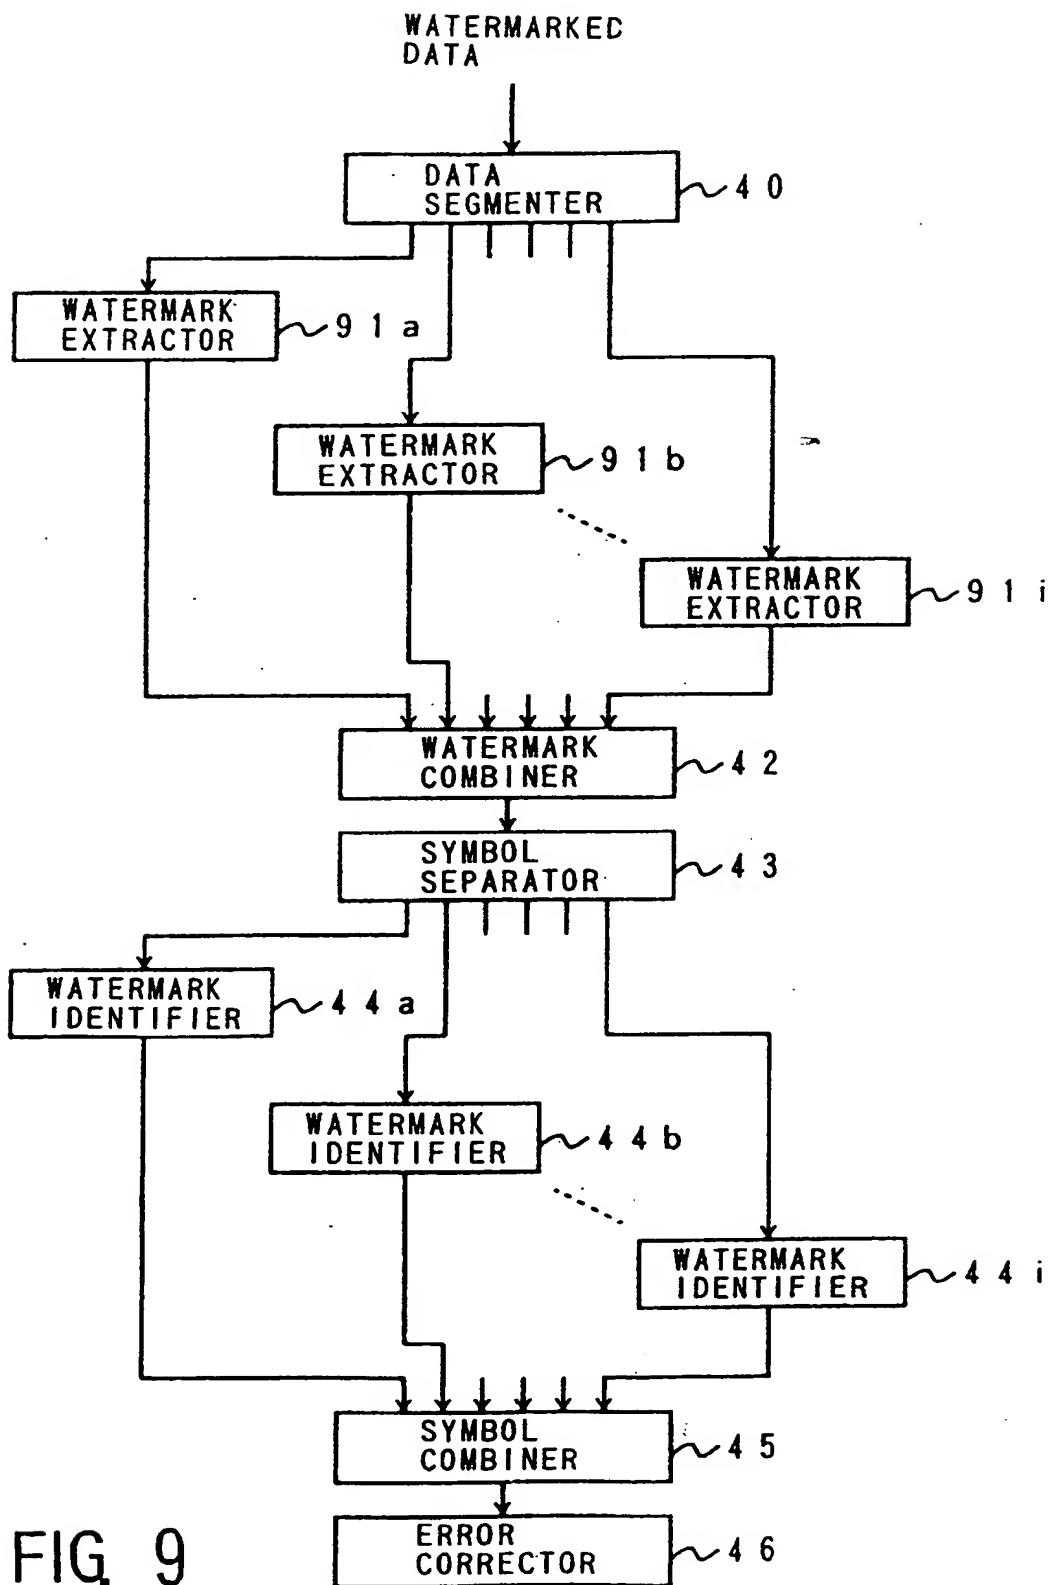 WATERMARKED
DATA
DATA
SEGMENTER
40
WATERMARK
EXTRACTOR
91a
WATERMARK
EXTRACTOR
91b
WATERMARK
EXTRACTOR
91i
WATERMARK
COMBINER
42
SYMBOL
SEPARATOR
43
WATERMARK
IDENTIFIER
44a
WATERMARK
IDENTIFIER
44b
WATERMARK
IDENTIFIER
44i
SYMBOL
COMBINER
45
ERROR
CORRECTOR
46
FIG. 9